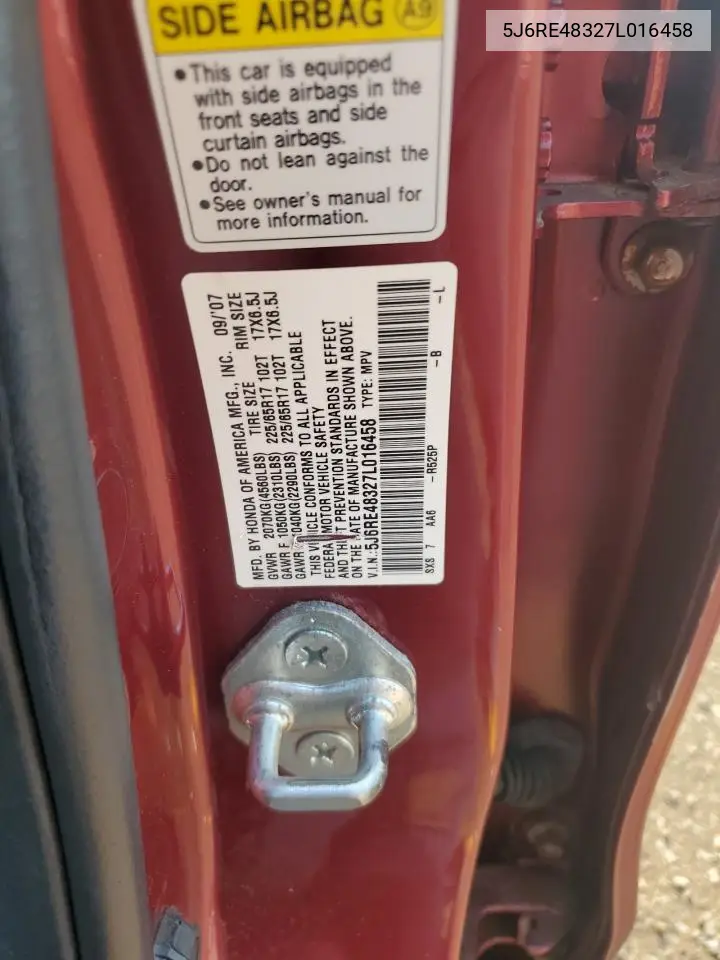 5J6RE48327L016458
SIDE AIRBAG A9
•This car is equipped
with side airbags in the
front seats and side
curtain airbags.
•Do not lean against the
door.
•See owner's manual for
more information.
MFD. BY HONDA OF AMERICA MFG., INC. 09/'07
GVWR 2070KG(4560LBS) TIRE SIZE RIM SIZE
GAWR F 1050KG(2310LBS) 225/65R17 102T 17X6.5J
GAWR 1040KG(2290LBS) 225/65R17 102T 17X6.5J
THIS VEHICLE CONFORMS TO ALL APPLICABLE
FEDERAL MOTOR VEHICLE SAFETY
AND THEFT PREVENTION STANDARDS IN EFFECT
ON THE DATE OF MANUFACTURE SHOWN ABOVE.
V.I.N.:5J6RE48327L016458 TYPE: MPV
SXS 7 AA6 -R525P -B -L